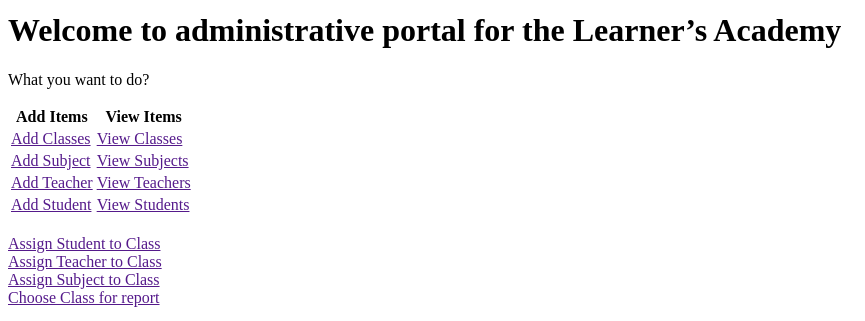 Welcome to administrative portal for the Learner’s Academy
What you want to do?
Add Items View Items
Add Classes View Classes
Add Subject View Subjects
Add Teacher View Teachers
Add Student View Students
Assign Student to Class
Assign Teacher to Class
Assign Subject to Class
Choose Class for report